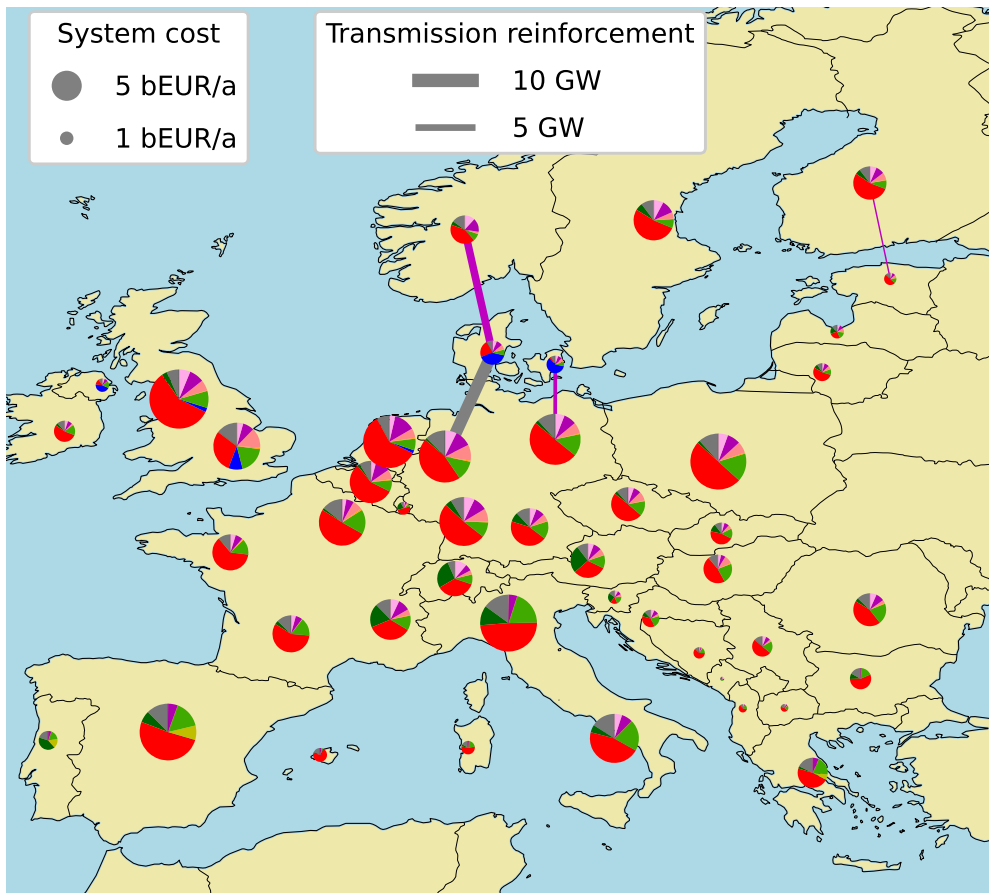 System cost
5 bEUR/a
1 bEUR/a
Transmission reinforcement
10 GW
5 GW